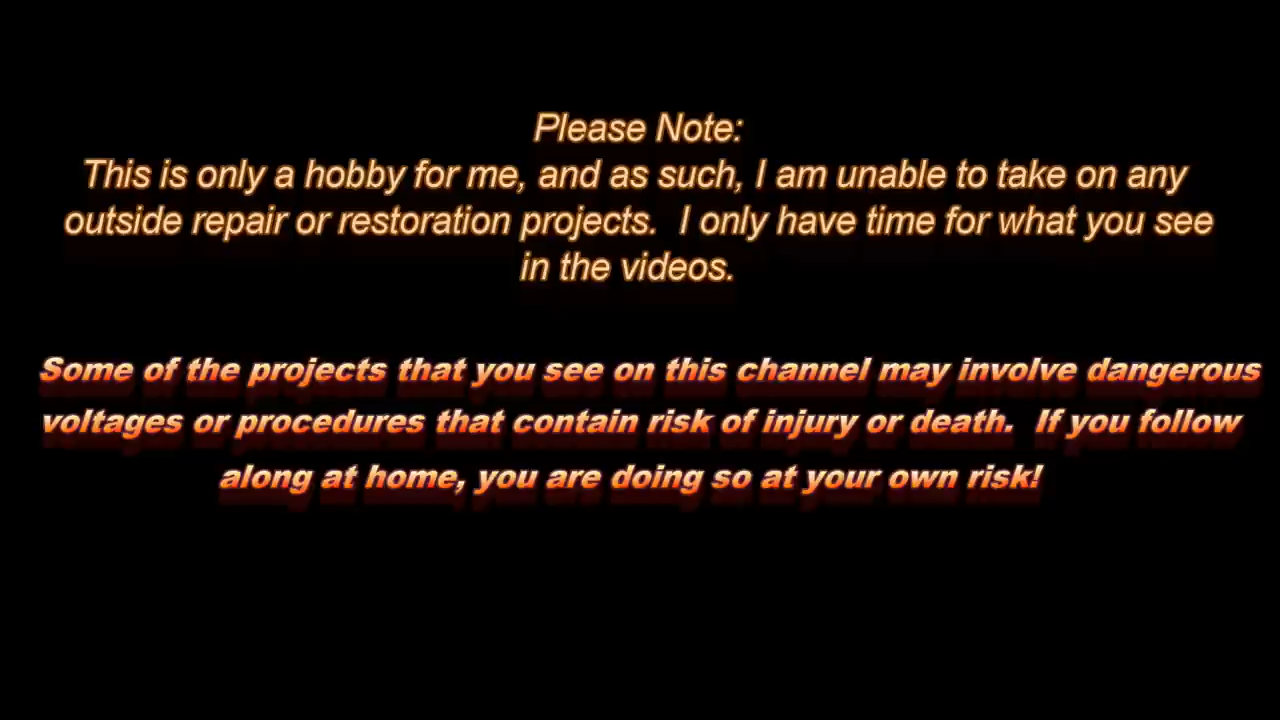 Please Note:
This is only a hobby for me, and as such, I am unable to take on any
outside repair or restoration projects.  I only have time for what you see
in the videos.
Some of the projects that you see on this channel may involve dangerous
voltages or procedures that contain risk of injury or death.  If you follow
along at home, you are doing so at your own risk!